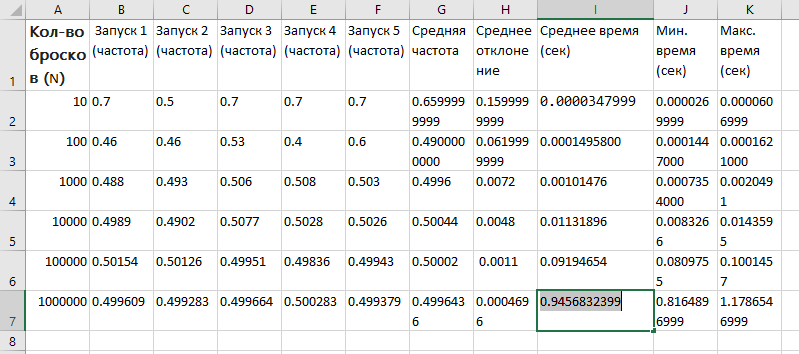 A B C D E F G H I J K
1 Кол-во бросков (N) Запуск 1 (частота) Запуск 2 (частота) Запуск 3 (частота) Запуск 4 (частота) Запуск 5 (частота) Средняя частота Среднее отклонение Среднее время (сек) Мин. время (сек) Макс. время (сек)
2 10 0.7 0.5 0.7 0.7 0.7 0.6599999999 0.1599999999 0.0000347999 0.0000269999 0.0000606999
3 100 0.46 0.46 0.53 0.4 0.6 0.4900000000 0.0619999999 0.0001495800 0.0001447000 0.0001621000
4 1000 0.488 0.493 0.506 0.508 0.503 0.4996 0.0072 0.00101476 0.0007354000 0.0020491
5 10000 0.4989 0.4902 0.5077 0.5028 0.5026 0.50044 0.0048 0.01131896 0.0083266 0.0143595
6 100000 0.50154 0.50126 0.49951 0.49836 0.49943 0.50002 0.0011 0.09194654 0.0809755 0.1001457
7 1000000 0.499609 0.499283 0.499664 0.500283 0.499379 0.4996436 0.0004696 0.9456832399 0.8164896999 1.1786546999
8